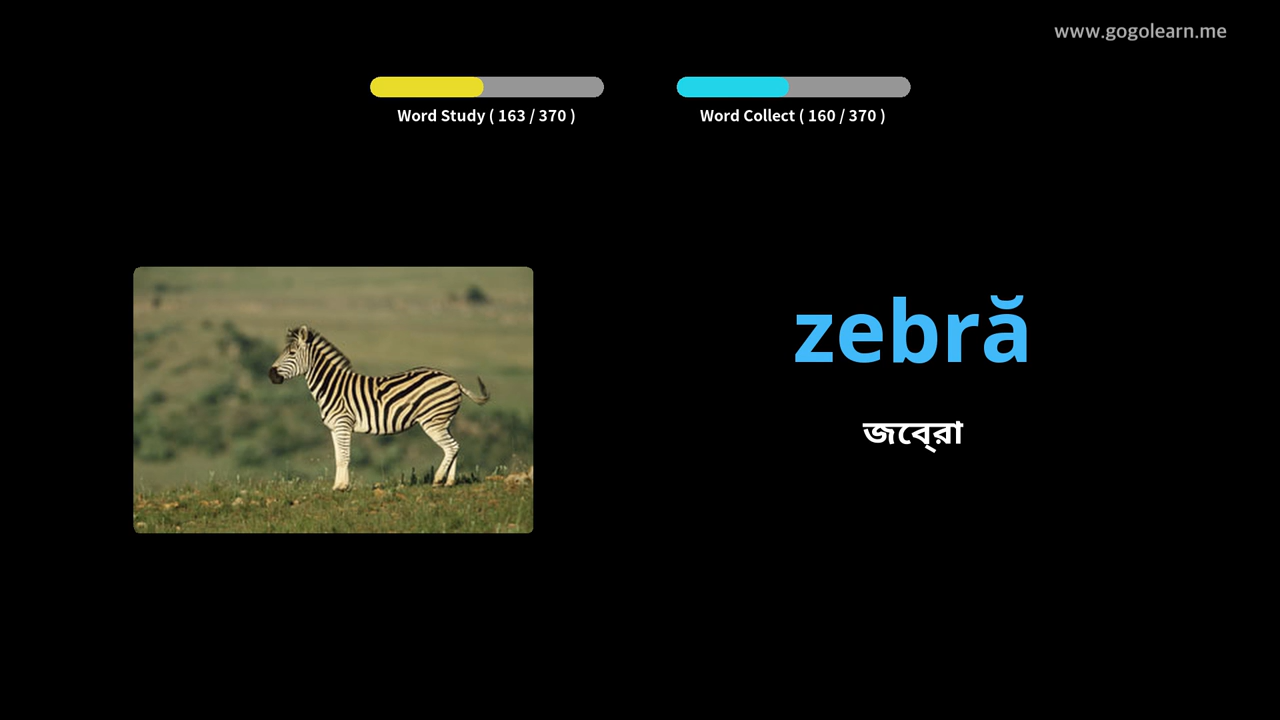 www.gogolearn.me
Word Study ( 163 / 370 )
Word Collect ( 160 / 370 )
zebră
জেব্রা